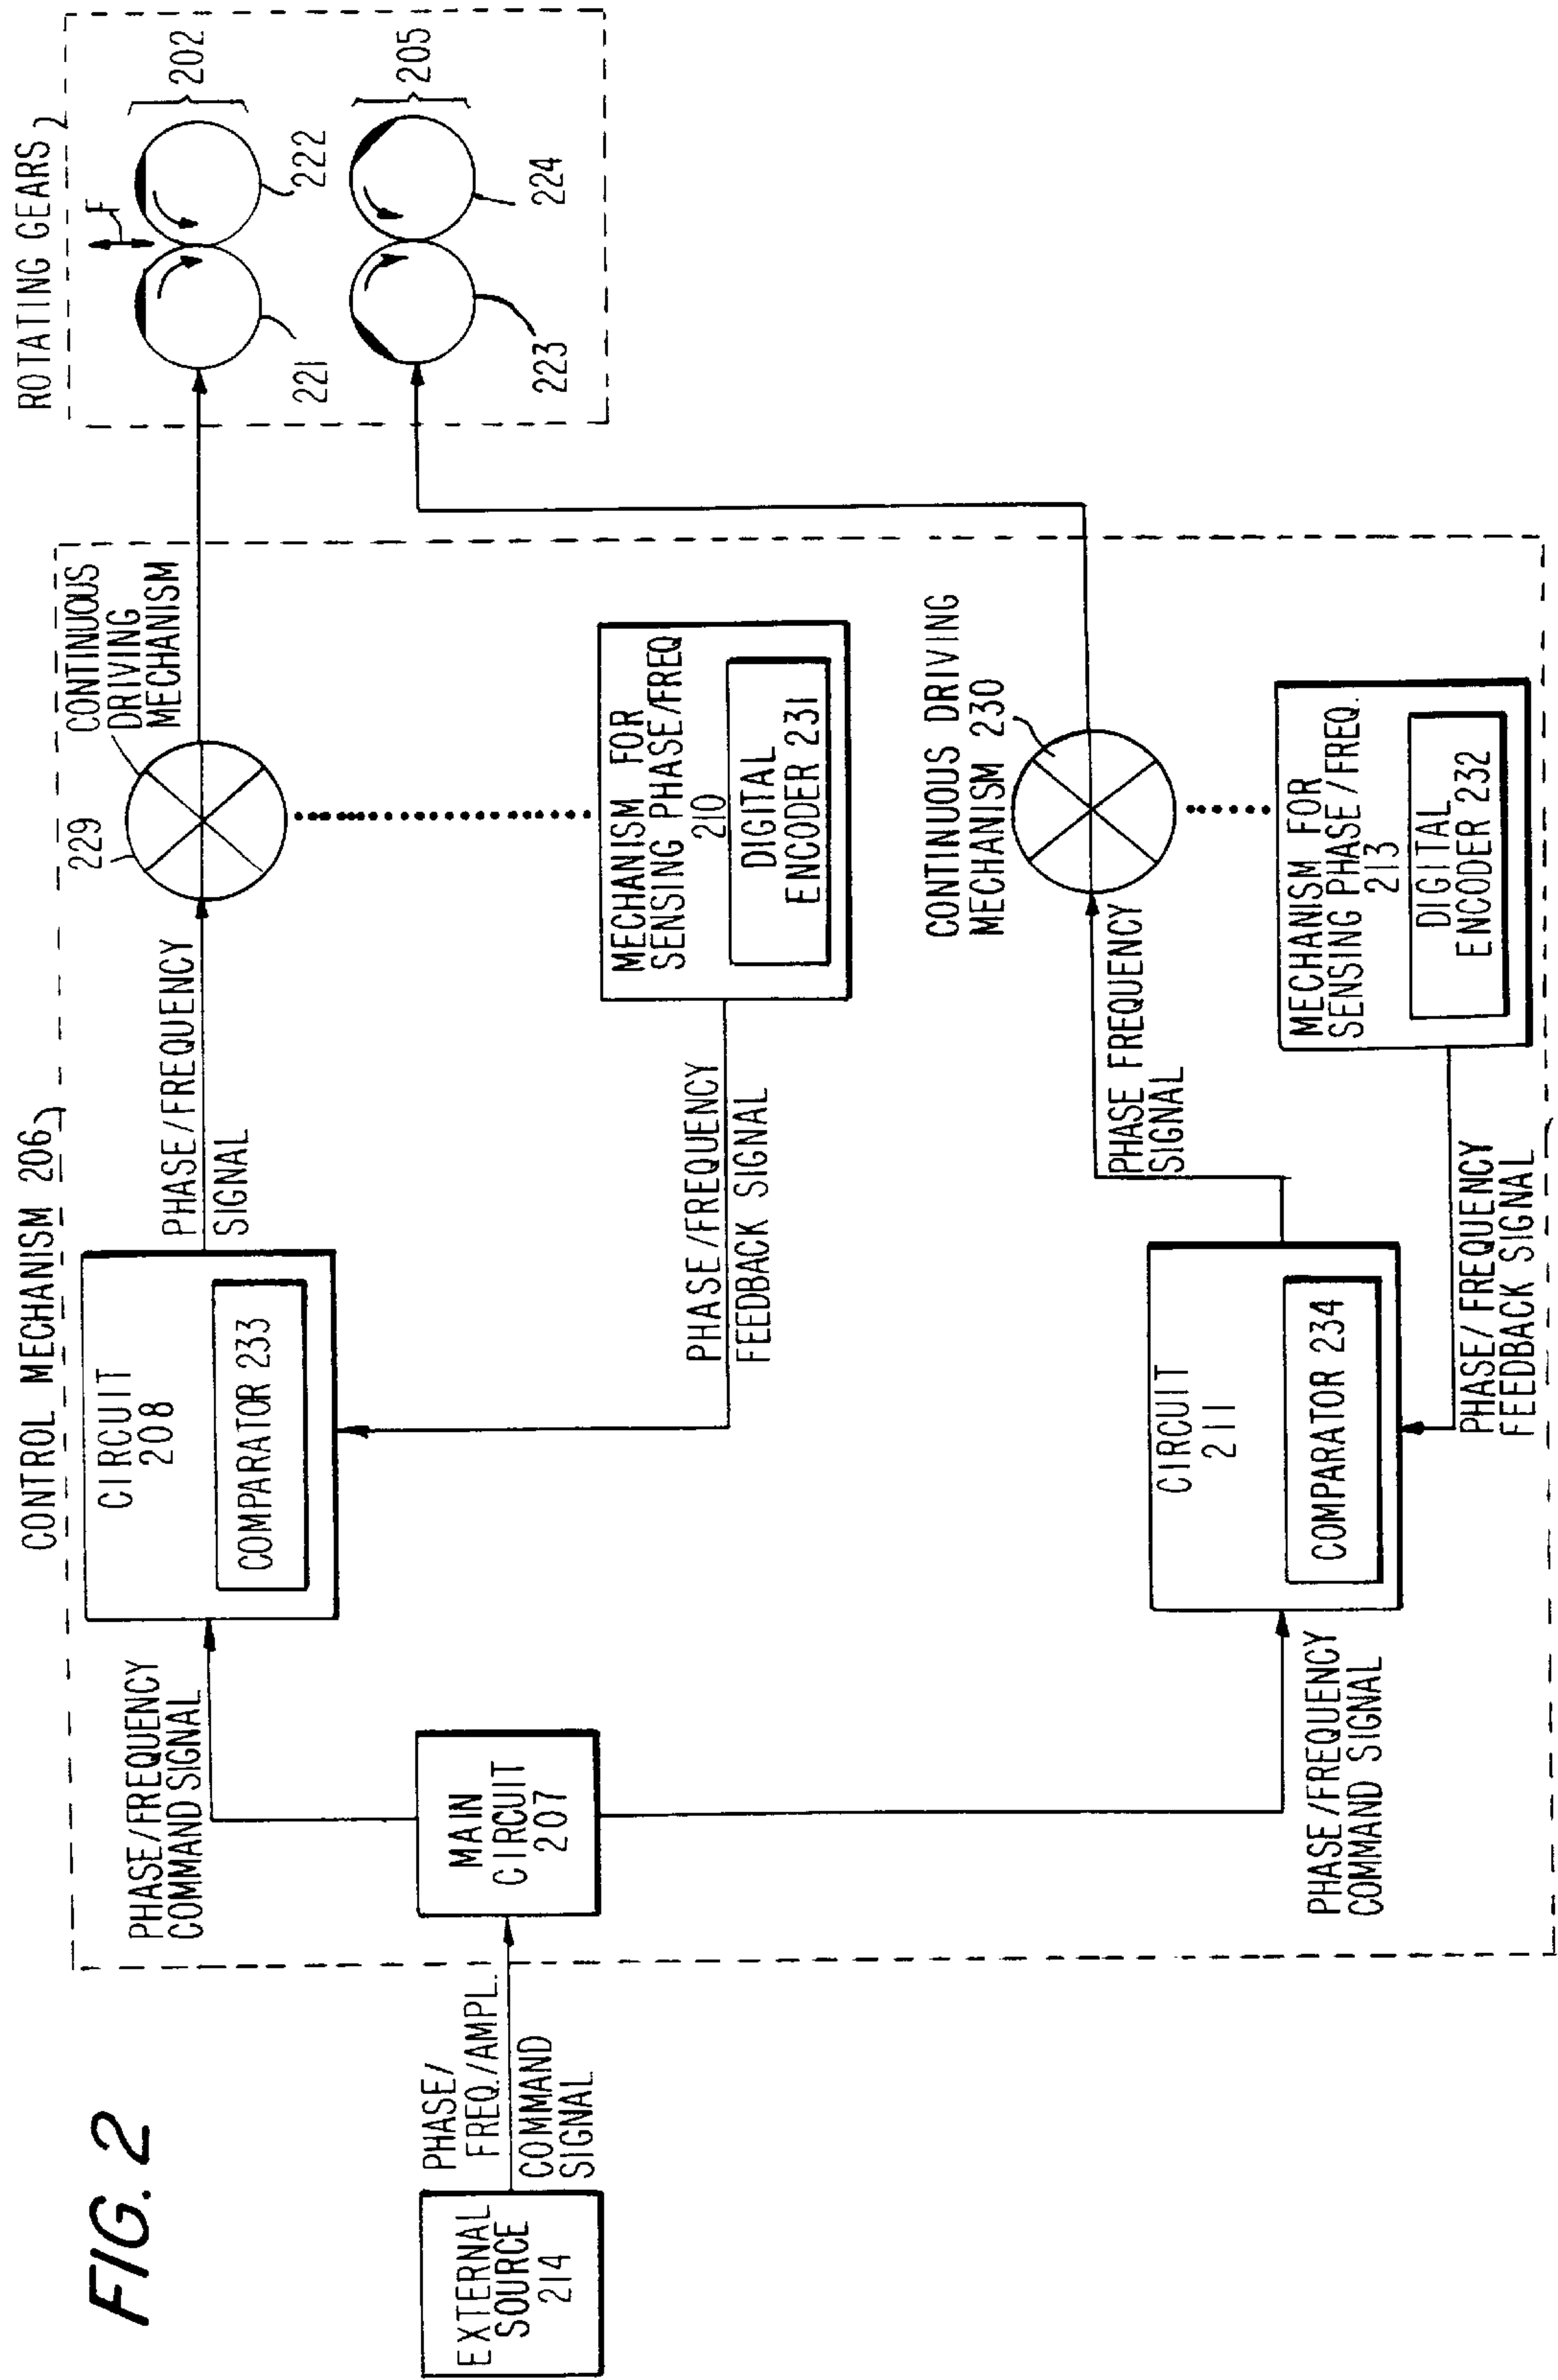 FIG. 2
EXTERNAL
SOURCE
214
PHASE/
FREQ./AMPL.
COMMAND
SIGNAL
CONTROL MECHANISM 206
MAIN
CIRCUIT
207
PHASE/FREQUENCY
COMMAND SIGNAL
CIRCUIT
208
COMPARATOR 233
PHASE/FREQUENCY
SIGNAL
229
CONTINUOUS
DRIVING
MECHANISM
MECHANISM FOR
SENSING PHASE/FREQ
210
DIGITAL
ENCODER 231
PHASE/FREQUENCY
FEEDBACK SIGNAL
PHASE/FREQUENCY
COMMAND SIGNAL
CIRCUIT
211
COMPARATOR 234
PHASE FREQUENCY
SIGNAL
CONTINUOUS DRIVING
MECHANISM 230
MECHANISM FOR
SENSING PHASE/FREQ.
213
DIGITAL
ENCODER 232
PHASE/ FREQUENCY
FEEDBACK SIGNAL
ROTATING GEARS
F
202
221
222
205
223
224